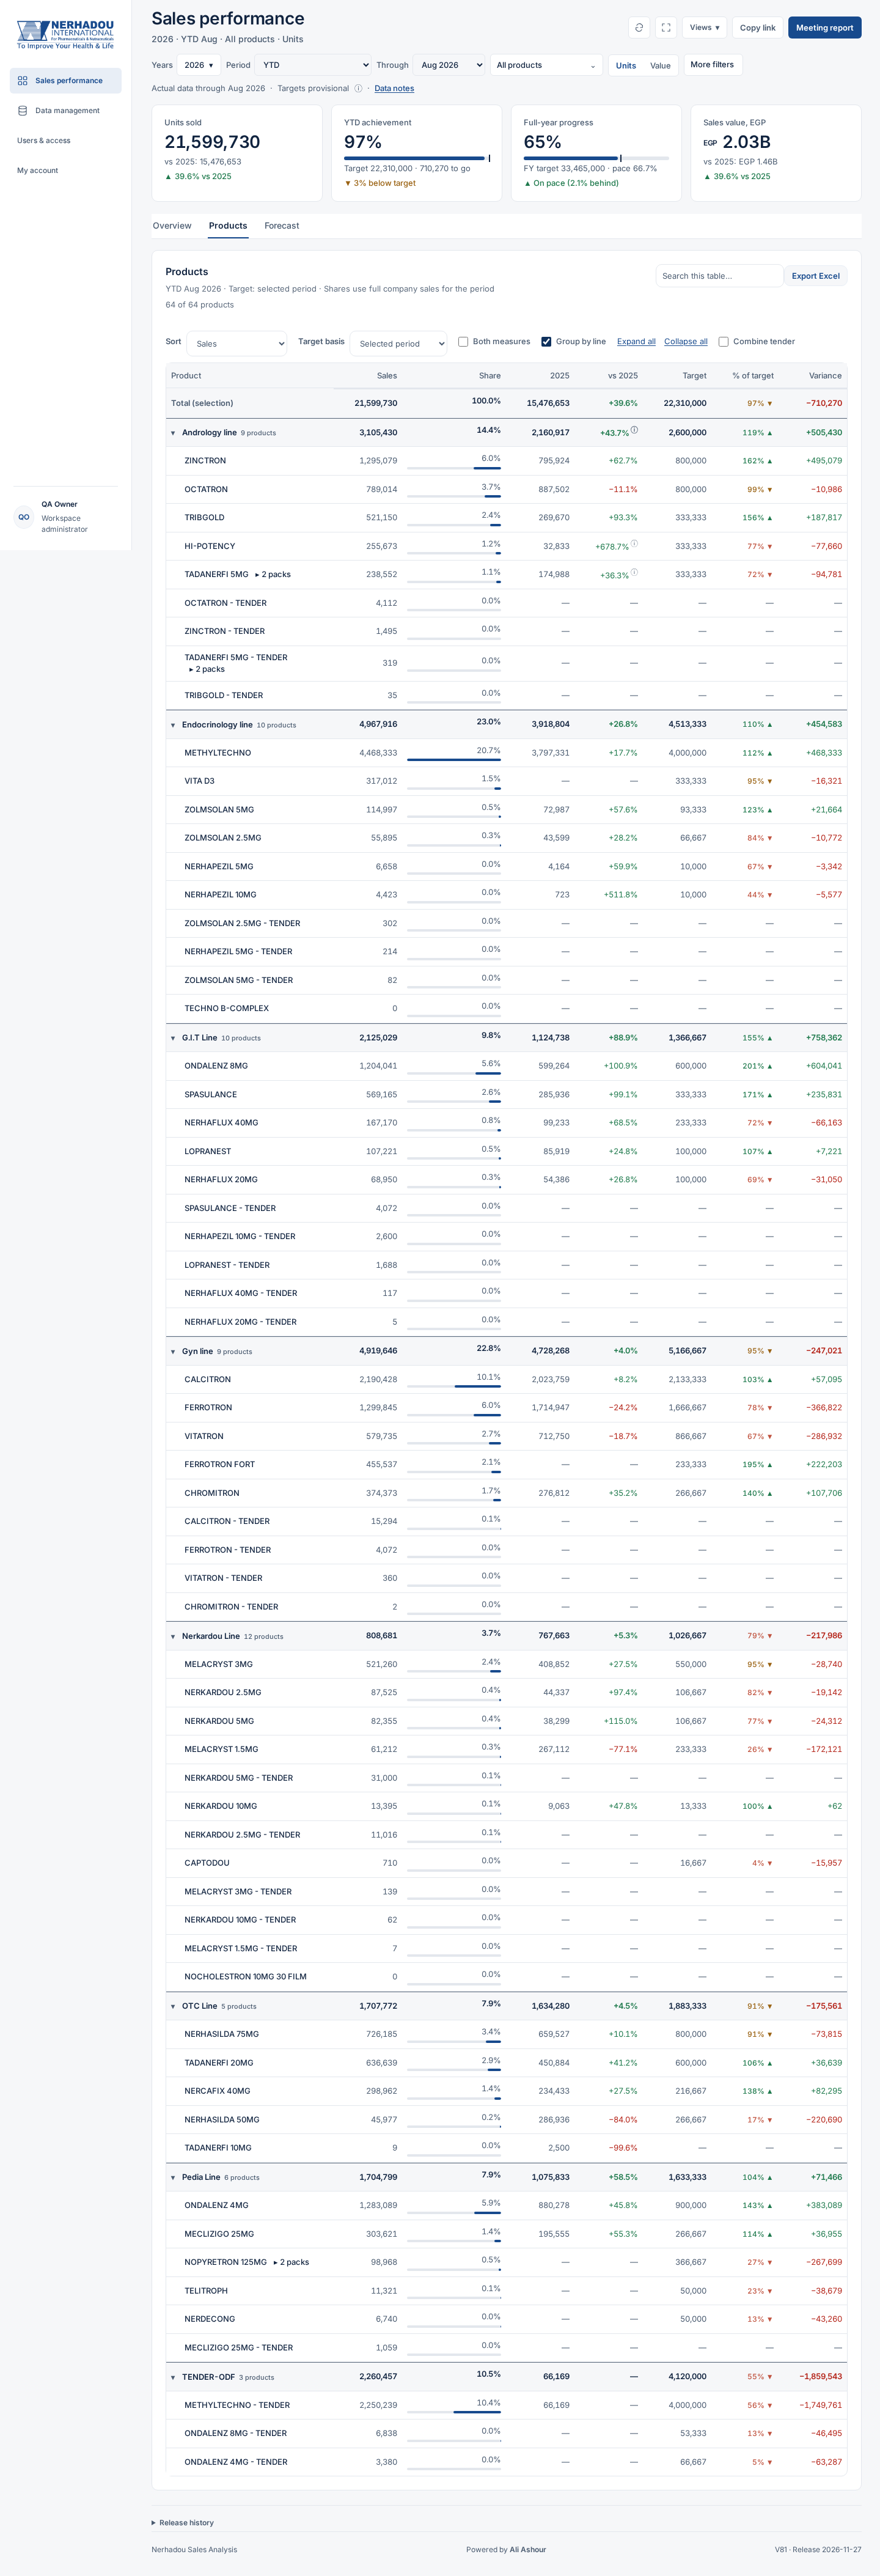 NERHADOU
INTERNATIONAL
For Pharmaceuticals & Nutraceuticals
To Improve Your Health & Life
Sales performance
Data management
Users & access
My account
QO
QA Owner
Workspace administrator
Sales performance
2026 · YTD Aug · All products · Units
Views ▾ Copy link Meeting report
Years 2026 ▾ Period YTD Through Aug 2026 All products Units Value More filters
Actual data through Aug 2026 · Targets provisional ⓘ · Data notes
Units sold
21,599,730
vs 2025: 15,476,653
▲ 39.6% vs 2025
YTD achievement
97%
Target 22,310,000 · 710,270 to go
▼ 3% below target
Full-year progress
65%
FY target 33,465,000 · pace 66.7%
▲ On pace (2.1% behind)
Sales value, EGP
EGP 2.03B
vs 2025: EGP 1.46B
▲ 39.6% vs 2025
Overview Products Forecast
Products
YTD Aug 2026 · Target: selected period · Shares use full company sales for the period
64 of 64 products
Search this table... Export Excel
Sort Sales Target basis Selected period Both measures Group by line Expand all Collapse all Combine tender
Product Sales Share 2025 vs 2025 Target % of target Variance
Total (selection) 21,599,730 100.0% 15,476,653 +39.6% 22,310,000 97% ▼ −710,270
▾ Andrology line 9 products 3,105,430 14.4% 2,160,917 +43.7% ⓘ 2,600,000 119% ▲ +505,430
ZINCTRON 1,295,079 6.0% 795,924 +62.7% 800,000 162% ▲ +495,079
OCTATRON 789,014 3.7% 887,502 −11.1% 800,000 99% ▼ −10,986
TRIBGOLD 521,150 2.4% 269,670 +93.3% 333,333 156% ▲ +187,817
HI-POTENCY 255,673 1.2% 32,833 +678.7% ⓘ 333,333 77% ▼ −77,660
TADANERFI 5MG ▸ 2 packs 238,552 1.1% 174,988 +36.3% ⓘ 333,333 72% ▼ −94,781
OCTATRON - TENDER 4,112 0.0% — — — — —
ZINCTRON - TENDER 1,495 0.0% — — — — —
TADANERFI 5MG - TENDER ▸ 2 packs 319 0.0% — — — — —
TRIBGOLD - TENDER 35 0.0% — — — — —
▾ Endocrinology line 10 products 4,967,916 23.0% 3,918,804 +26.8% 4,513,333 110% ▲ +454,583
METHYLTECHNO 4,468,333 20.7% 3,797,331 +17.7% 4,000,000 112% ▲ +468,333
VITA D3 317,012 1.5% — — 333,333 95% ▼ −16,321
ZOLMSOLAN 5MG 114,997 0.5% 72,987 +57.6% 93,333 123% ▲ +21,664
ZOLMSOLAN 2.5MG 55,895 0.3% 43,599 +28.2% 66,667 84% ▼ −10,772
NERHAPEZIL 5MG 6,658 0.0% 4,164 +59.9% 10,000 67% ▼ −3,342
NERHAPEZIL 10MG 4,423 0.0% 723 +511.8% 10,000 44% ▼ −5,577
ZOLMSOLAN 2.5MG - TENDER 302 0.0% — — — — —
NERHAPEZIL 5MG - TENDER 214 0.0% — — — — —
ZOLMSOLAN 5MG - TENDER 82 0.0% — — — — —
TECHNO B-COMPLEX 0 0.0% — — — — —
▾ G.I.T Line 10 products 2,125,029 9.8% 1,124,738 +88.9% 1,366,667 155% ▲ +758,362
ONDALENZ 8MG 1,204,041 5.6% 599,264 +100.9% 600,000 201% ▲ +604,041
SPASULANCE 569,165 2.6% 285,936 +99.1% 333,333 171% ▲ +235,831
NERHAFLUX 40MG 167,170 0.8% 99,233 +68.5% 233,333 72% ▼ −66,163
LOPRANEST 107,221 0.5% 85,919 +24.8% 100,000 107% ▲ +7,221
NERHAFLUX 20MG 68,950 0.3% 54,386 +26.8% 100,000 69% ▼ −31,050
SPASULANCE - TENDER 4,072 0.0% — — — — —
NERHAPEZIL 10MG - TENDER 2,600 0.0% — — — — —
LOPRANEST - TENDER 1,688 0.0% — — — — —
NERHAFLUX 40MG - TENDER 117 0.0% — — — — —
NERHAFLUX 20MG - TENDER 5 0.0% — — — — —
▾ Gyn line 9 products 4,919,646 22.8% 4,728,268 +4.0% 5,166,667 95% ▼ −247,021
CALCITRON 2,190,428 10.1% 2,023,759 +8.2% 2,133,333 103% ▲ +57,095
FERROTRON 1,299,845 6.0% 1,714,947 −24.2% 1,666,667 78% ▼ −366,822
VITATRON 579,735 2.7% 712,750 −18.7% 866,667 67% ▼ −286,932
FERROTRON FORT 455,537 2.1% — — 233,333 195% ▲ +222,203
CHROMITRON 374,373 1.7% 276,812 +35.2% 266,667 140% ▲ +107,706
CALCITRON - TENDER 15,294 0.1% — — — — —
FERROTRON - TENDER 4,072 0.0% — — — — —
VITATRON - TENDER 360 0.0% — — — — —
CHROMITRON - TENDER 2 0.0% — — — — —
▾ Nerkardou Line 12 products 808,681 3.7% 767,663 +5.3% 1,026,667 79% ▼ −217,986
MELACRYST 3MG 521,260 2.4% 408,852 +27.5% 550,000 95% ▼ −28,740
NERKARDOU 2.5MG 87,525 0.4% 44,337 +97.4% 106,667 82% ▼ −19,142
NERKARDOU 5MG 82,355 0.4% 38,299 +115.0% 106,667 77% ▼ −24,312
MELACRYST 1.5MG 61,212 0.3% 267,112 −77.1% 233,333 26% ▼ −172,121
NERKARDOU 5MG - TENDER 31,000 0.1% — — — — —
NERKARDOU 10MG 13,395 0.1% 9,063 +47.8% 13,333 100% ▲ +62
NERKARDOU 2.5MG - TENDER 11,016 0.1% — — — — —
CAPTODOU 710 0.0% — — 16,667 4% ▼ −15,957
MELACRYST 3MG - TENDER 139 0.0% — — — — —
NERKARDOU 10MG - TENDER 62 0.0% — — — — —
MELACRYST 1.5MG - TENDER 7 0.0% — — — — —
NOCHOLESTRON 10MG 30 FILM 0 0.0% — — — — —
▾ OTC Line 5 products 1,707,772 7.9% 1,634,280 +4.5% 1,883,333 91% ▼ −175,561
NERHASILDA 75MG 726,185 3.4% 659,527 +10.1% 800,000 91% ▼ −73,815
TADANERFI 20MG 636,639 2.9% 450,884 +41.2% 600,000 106% ▲ +36,639
NERCAFIX 40MG 298,962 1.4% 234,433 +27.5% 216,667 138% ▲ +82,295
NERHASILDA 50MG 45,977 0.2% 286,936 −84.0% 266,667 17% ▼ −220,690
TADANERFI 10MG 9 0.0% 2,500 −99.6% — — —
▾ Pedia Line 6 products 1,704,799 7.9% 1,075,833 +58.5% 1,633,333 104% ▲ +71,466
ONDALENZ 4MG 1,283,089 5.9% 880,278 +45.8% 900,000 143% ▲ +383,089
MECLIZIGO 25MG 303,621 1.4% 195,555 +55.3% 266,667 114% ▲ +36,955
NOPYRETRON 125MG ▸ 2 packs 98,968 0.5% — — 366,667 27% ▼ −267,699
TELITROPH 11,321 0.1% — — 50,000 23% ▼ −38,679
NERDECONG 6,740 0.0% — — 50,000 13% ▼ −43,260
MECLIZIGO 25MG - TENDER 1,059 0.0% — — — — —
▾ TENDER-ODF 3 products 2,260,457 10.5% 66,169 — 4,120,000 55% ▼ −1,859,543
METHYLTECHNO - TENDER 2,250,239 10.4% 66,169 — 4,000,000 56% ▼ −1,749,761
ONDALENZ 8MG - TENDER 6,838 0.0% — — 53,333 13% ▼ −46,495
ONDALENZ 4MG - TENDER 3,380 0.0% — — 66,667 5% ▼ −63,287
▸ Release history
Nerhadou Sales Analysis Powered by Ali Ashour V81 · Release 2026-11-27